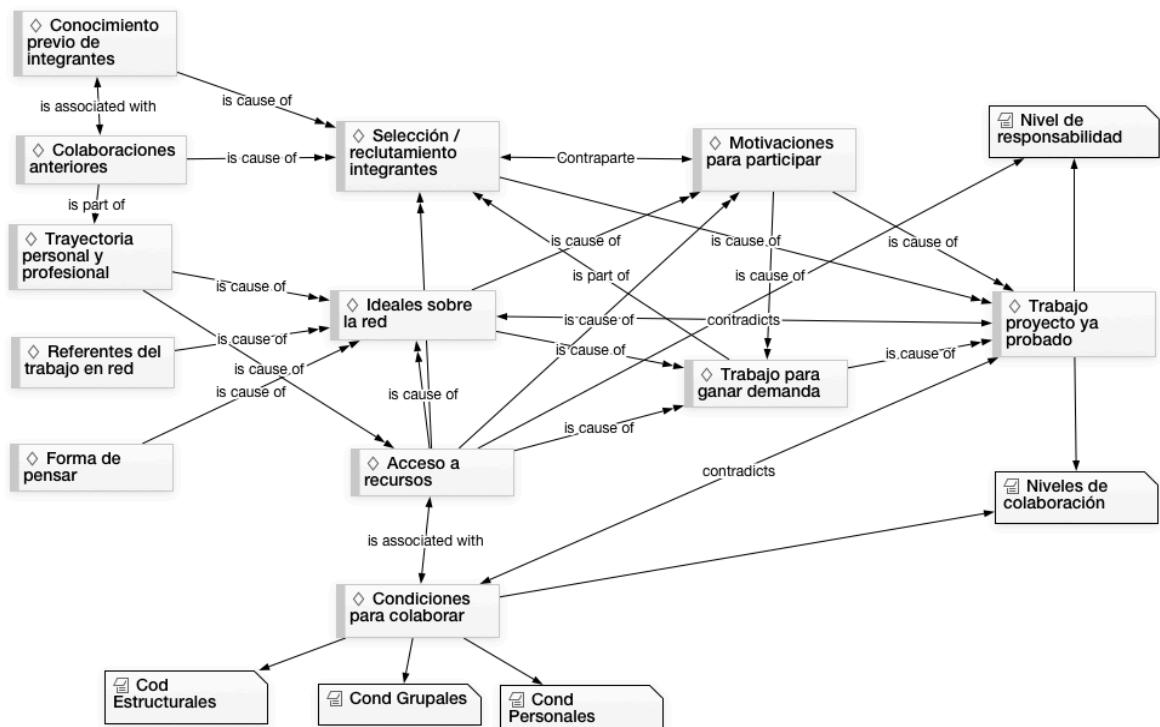 Conocimiento
previo de
integrantes
is associated with
is cause of
Colaboraciones
anteriores
is cause of
Selección /
reclutamiento
integrantes
Contraparte
Motivaciones
para participar
Nivel de
responsabilidad
is part of
Trayectoria
personal y
profesional
is cause of
is cause of
is cause of
is cause of
is part of
is cause of
Ideales sobre
la red
is cause of
contradicts
Trabajo
proyecto ya
probado
Referentes del
trabajo en red
is cause of
is cause of
is cause of
is cause of
is cause of
is cause of
Trabajo para
ganar demanda
is cause of
Forma de
pensar
Acceso a
recursos
contradicts
Niveles de
colaboración
is associated with
Condiciones
para colaborar
Cod
Estructurales
Cond Grupales
Cond
Personales